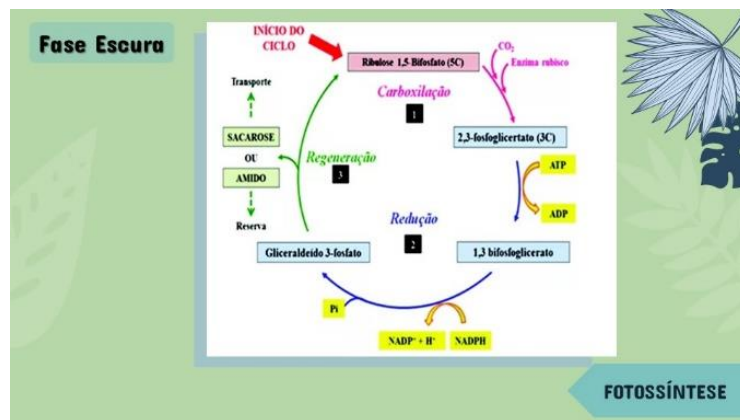 Fase Escura
INÍCIO DO
CICLO
Ribulose 1,5-Bifosfato (5C)
CO₂
Enzima rubisco
Carboxilação
1
2,3-fosfoglicertato (3C)
Transporte
SACAROSE
OU
AMIDO
Reserva
Regeneração
3
ATP
ADP
Redução
2
Gliceraldeído 3-fosfato
1,3 bifosfoglicerato
Pi
NADP⁺ + H⁺
NADPH
FOTOSSÍNTESE